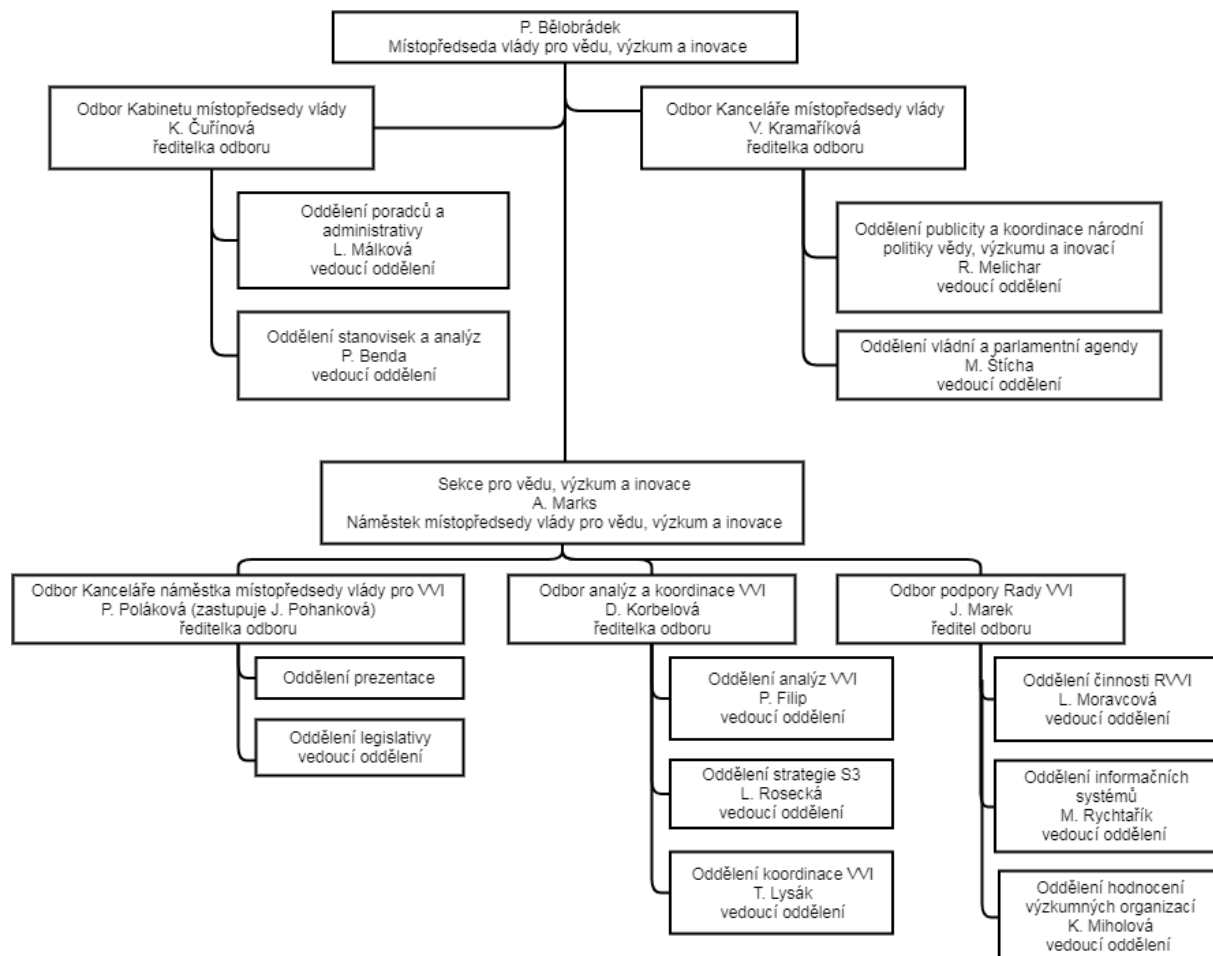 P. Bělobrádek
Místopředseda vlády pro vědu, výzkum a inovace
Odbor Kabinetu místopředsedy vlády
K. Čuřínová
ředitelka odboru
Odbor Kanceláře místopředsedy vlády
V. Kramaříková
ředitelka odboru
Oddělení poradců a
administrativy
L. Málková
vedoucí oddělení
Oddělení stanovisek a analýz
P. Benda
vedoucí oddělení
Oddělení publicity a koordinace národní
politiky vědy, výzkumu a inovací
R. Melichar
vedoucí oddělení
Oddělení vládní a parlamentní agendy
M. Štícha
vedoucí oddělení
Sekce pro vědu, výzkum a inovace
A. Marks
Náměstek místopředsedy vlády pro vědu, výzkum a inovace
Odbor Kanceláře náměstka místopředsedy vlády pro VVI
P. Poláková (zastupuje J. Pohanková)
ředitelka odboru
Oddělení prezentace
Oddělení legislativy
vedoucí oddělení
Odbor analýz a koordinace VVI
D. Korbelová
ředitelka odboru
Oddělení analýz VVI
P. Filip
vedoucí oddělení
Oddělení strategie S3
L. Rosecká
vedoucí oddělení
Oddělení koordinace VVI
T. Lysák
vedoucí oddělení
Odbor podpory Rady VVI
J. Marek
ředitel odboru
Oddělení činnosti RVVI
L. Moravcová
vedoucí oddělení
Oddělení informačních
systémů
M. Rychtařík
vedoucí oddělení
Oddělení hodnocení
výzkumných organizací
K. Miholová
vedoucí oddělení